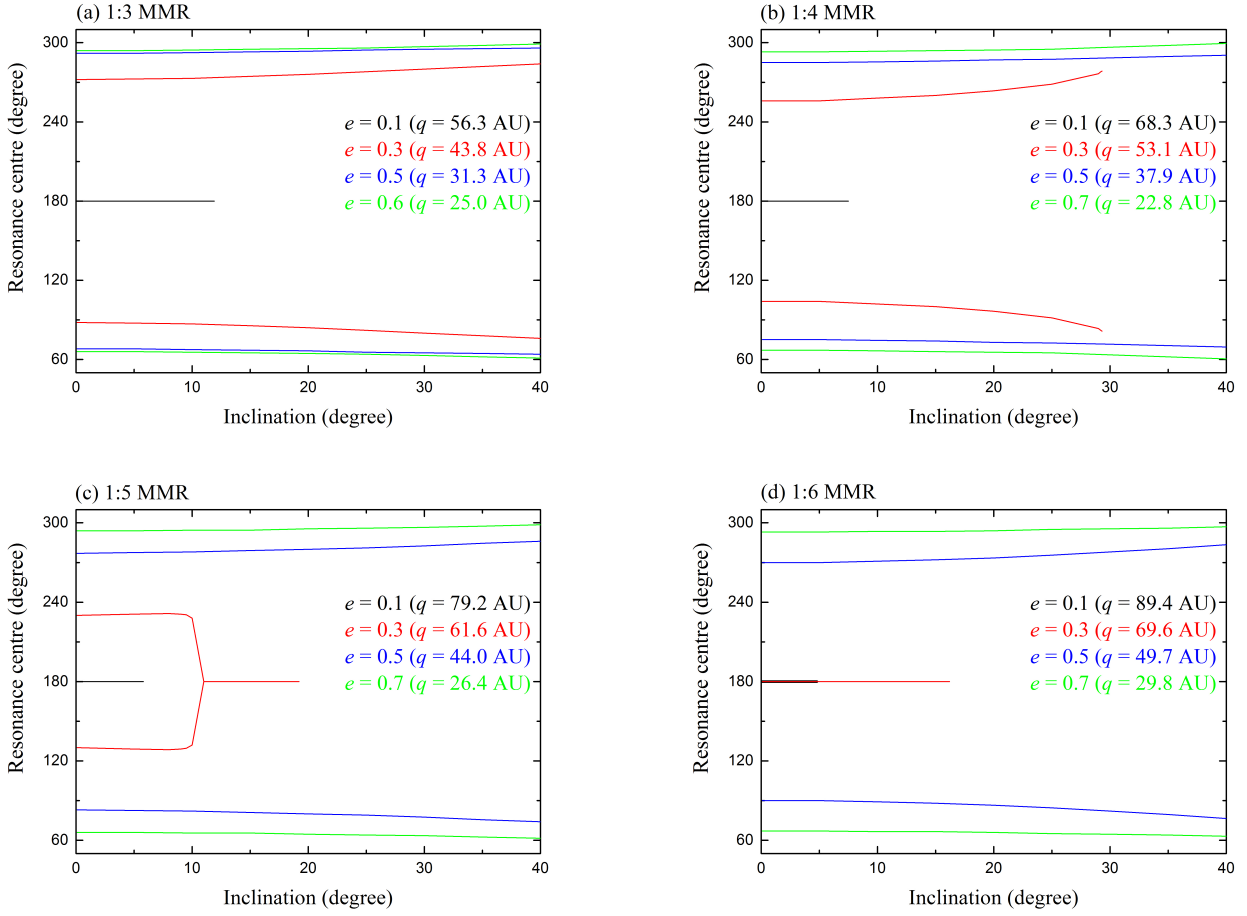 (a) 1:3 MMR
Resonance centre (degree)
300
240
180
120
60
e = 0.1 (q = 56.3 AU)
e = 0.3 (q = 43.8 AU)
e = 0.5 (q = 31.3 AU)
e = 0.6 (q = 25.0 AU)
0 10 20 30 40
Inclination (degree)
(b) 1:4 MMR
Resonance centre (degree)
300
240
180
120
60
e = 0.1 (q = 68.3 AU)
e = 0.3 (q = 53.1 AU)
e = 0.5 (q = 37.9 AU)
e = 0.7 (q = 22.8 AU)
0 10 20 30 40
Inclination (degree)
(c) 1:5 MMR
Resonance centre (degree)
300
240
180
120
60
e = 0.1 (q = 79.2 AU)
e = 0.3 (q = 61.6 AU)
e = 0.5 (q = 44.0 AU)
e = 0.7 (q = 26.4 AU)
0 10 20 30 40
Inclination (degree)
(d) 1:6 MMR
Resonance centre (degree)
300
240
180
120
60
e = 0.1 (q = 89.4 AU)
e = 0.3 (q = 69.6 AU)
e = 0.5 (q = 49.7 AU)
e = 0.7 (q = 29.8 AU)
0 10 20 30 40
Inclination (degree)